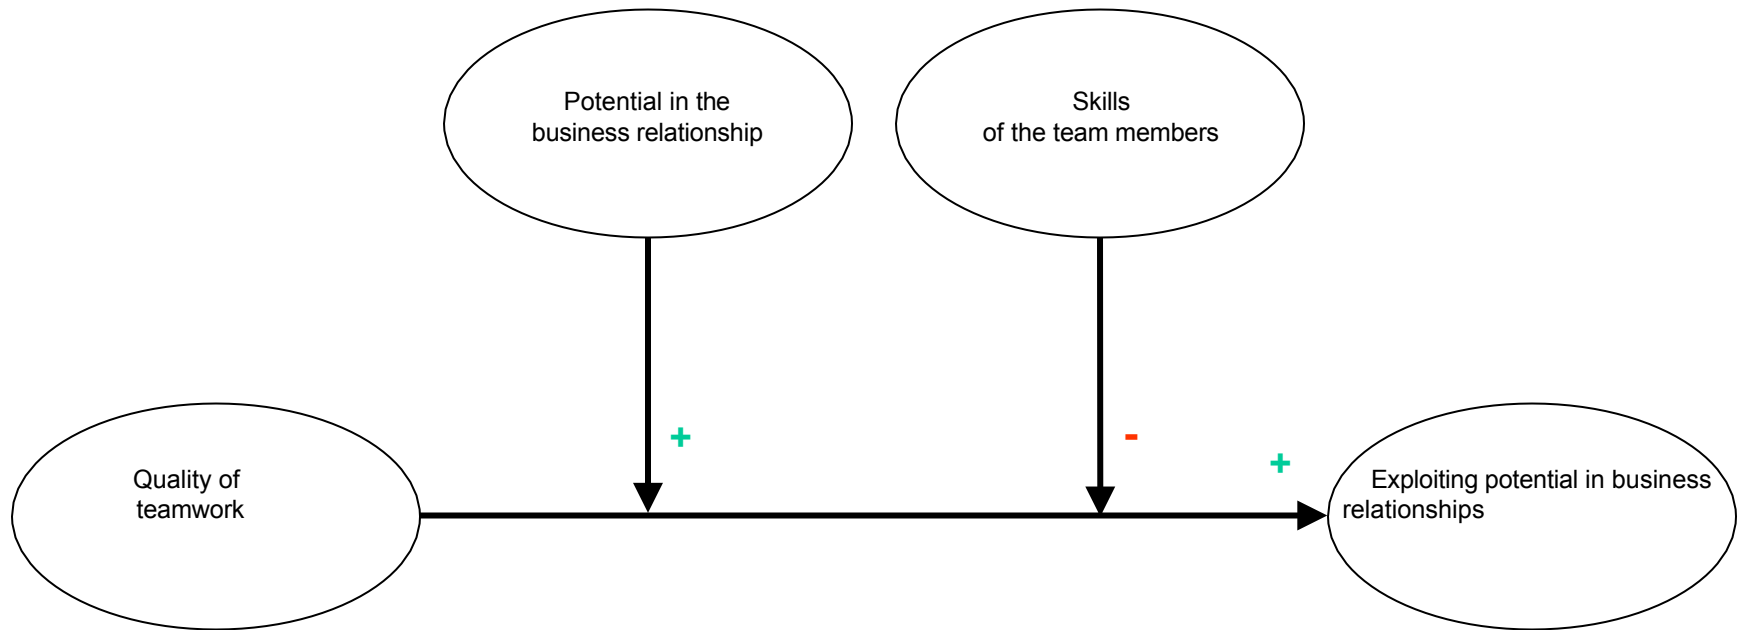 Potential in the
business relationship
Skills
of the team members
+
-
+
Quality of
teamwork
Exploiting potential in business
relationships